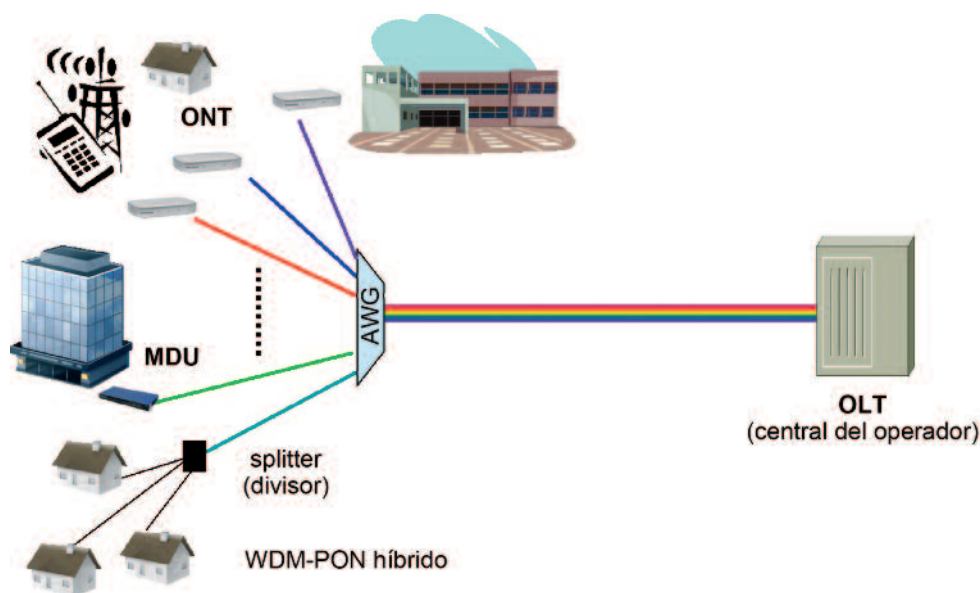 ONT
AWG
MDU
OLT
(central del operador)
splitter
(divisor)
WDM-PON híbrido